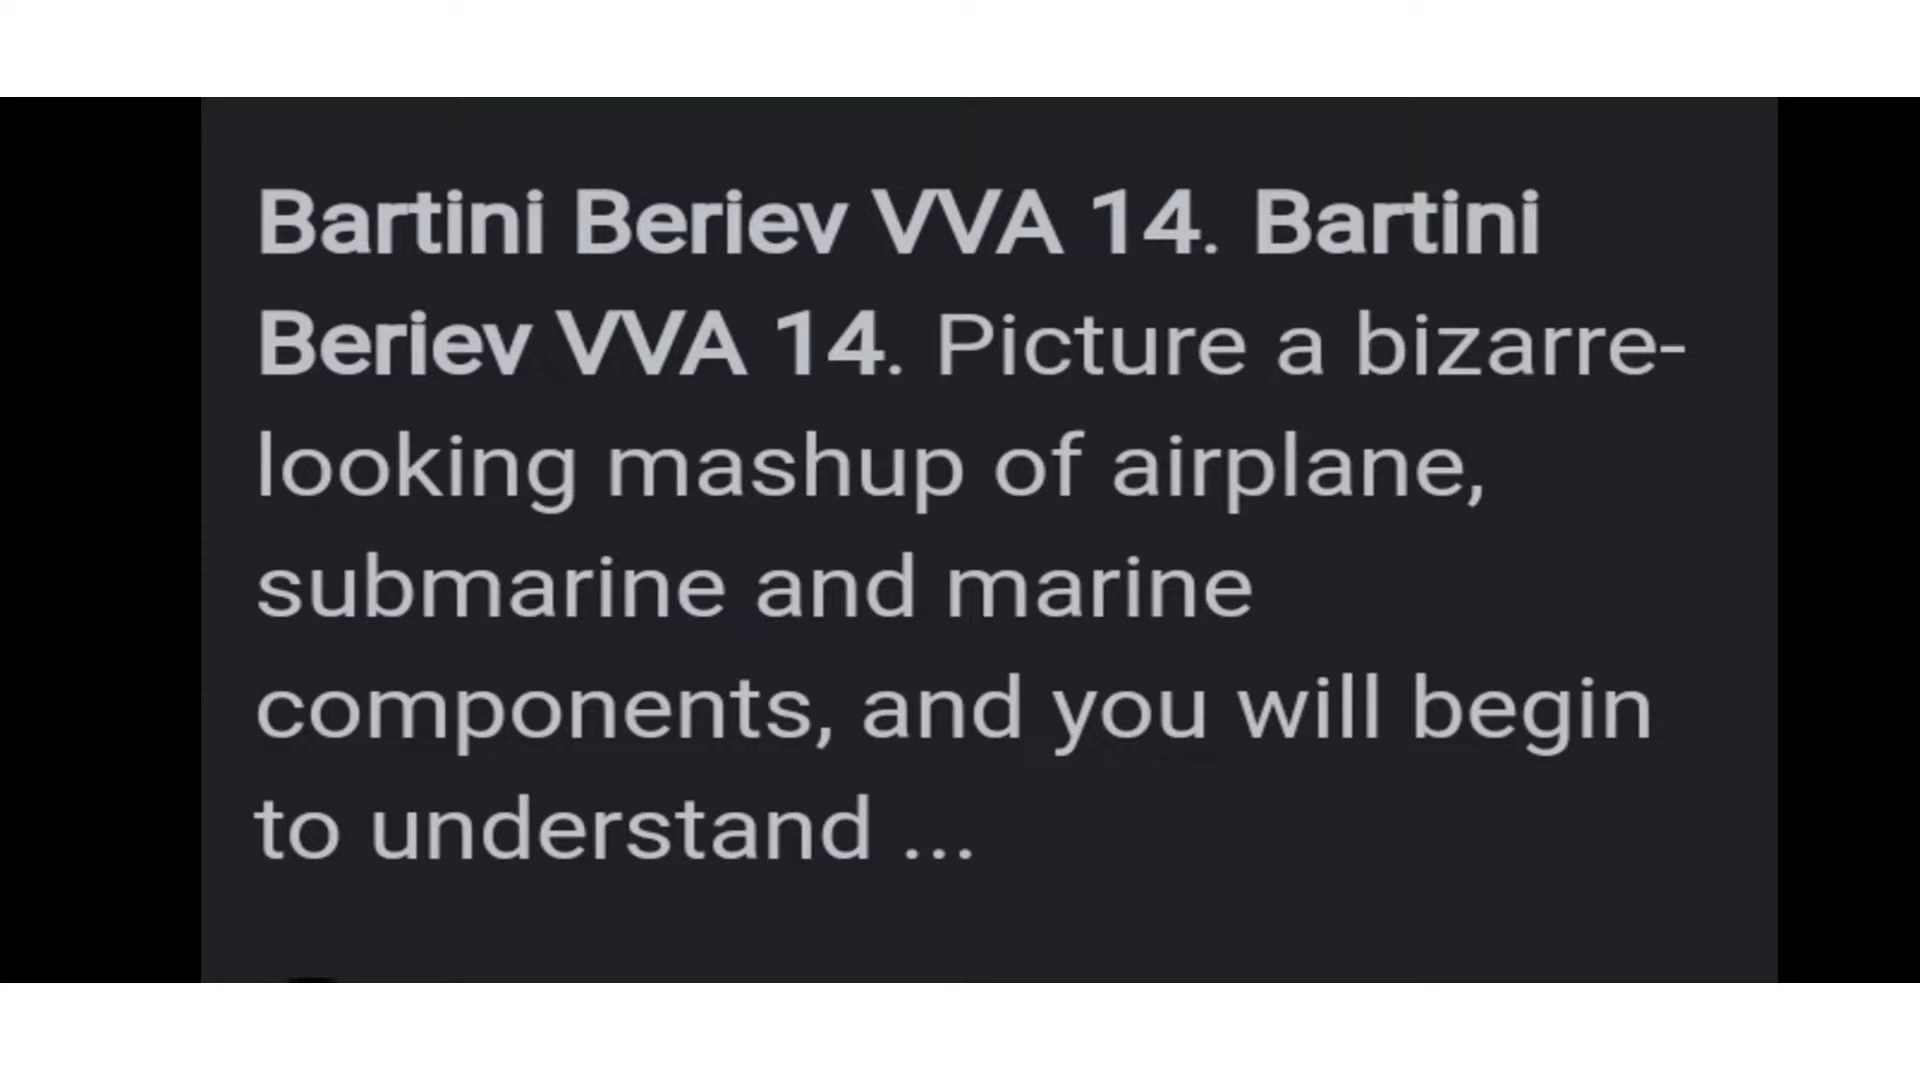 Bartini Beriev VVA 14. Bartini
Beriev VVA 14. Picture a bizarre-
looking mashup of airplane,
submarine and marine
components, and you will begin
to understand ...